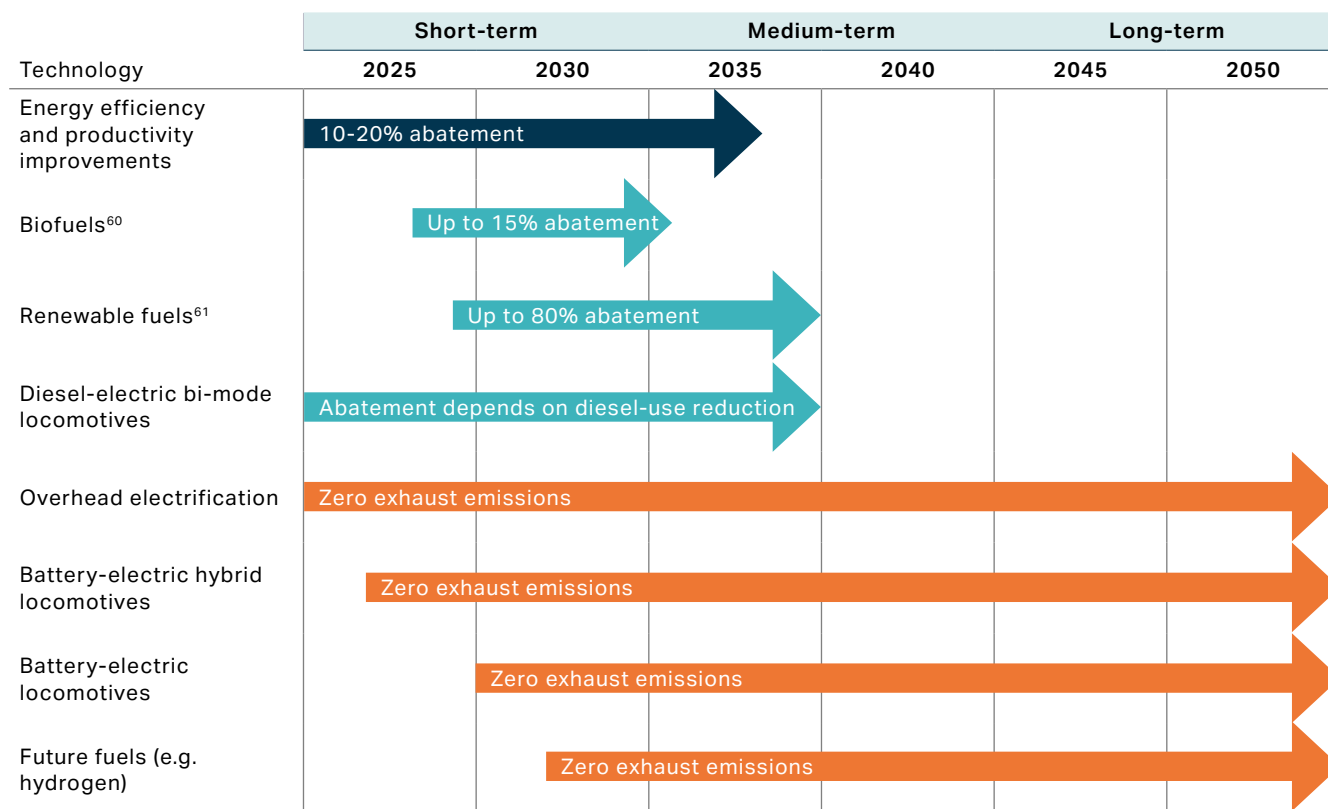 Short-term Medium-term Long-term
Technology 2025 2030 2035 2040 2045 2050
Energy efficiency
and productivity
improvements
10-20% abatement
Biofuels⁶⁰
Up to 15% abatement
Renewable fuels⁶¹
Up to 80% abatement
Diesel-electric bi-mode
locomotives
Abatement depends on diesel-use reduction
Overhead electrification
Zero exhaust emissions
Battery-electric hybrid
locomotives
Zero exhaust emissions
Battery-electric
locomotives
Zero exhaust emissions
Future fuels (e.g.
hydrogen)
Zero exhaust emissions